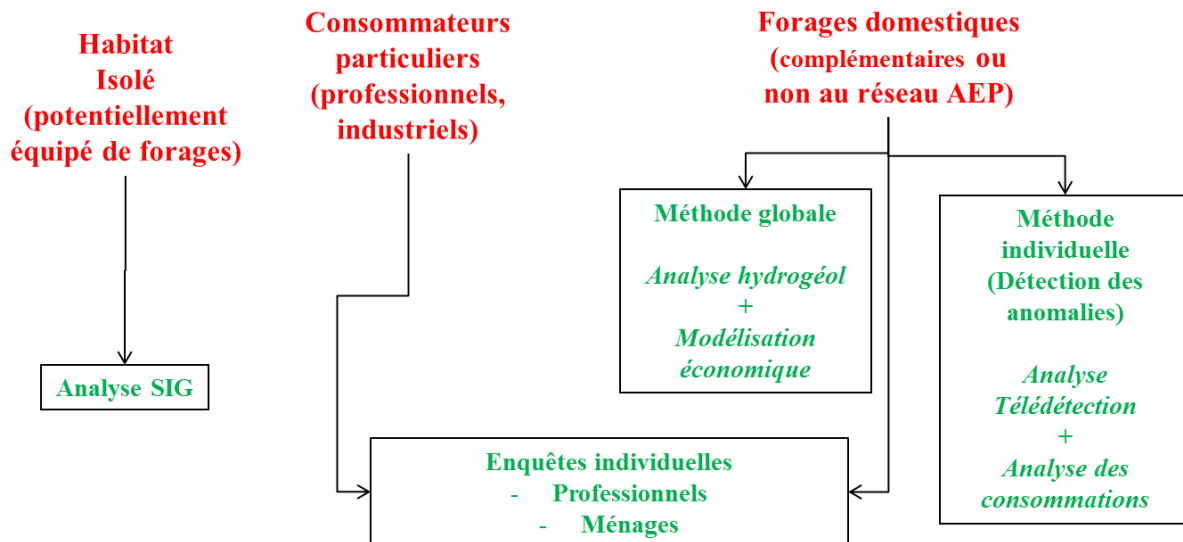 Habitat
Isolé
(potentiellement
équipé de forages)
Consommateurs
particuliers
(professionnels,
industriels)
Forages domestiques
(complémentaires ou
non au réseau AEP)
Analyse SIG
Méthode globale
Analyse hydrogéol
+
Modélisation
économique
Méthode
individuelle
(Détection des
anomalies)
Analyse
Télédétection
+
Analyse des
consommations
Enquêtes individuelles
- Professionnels
- Ménages